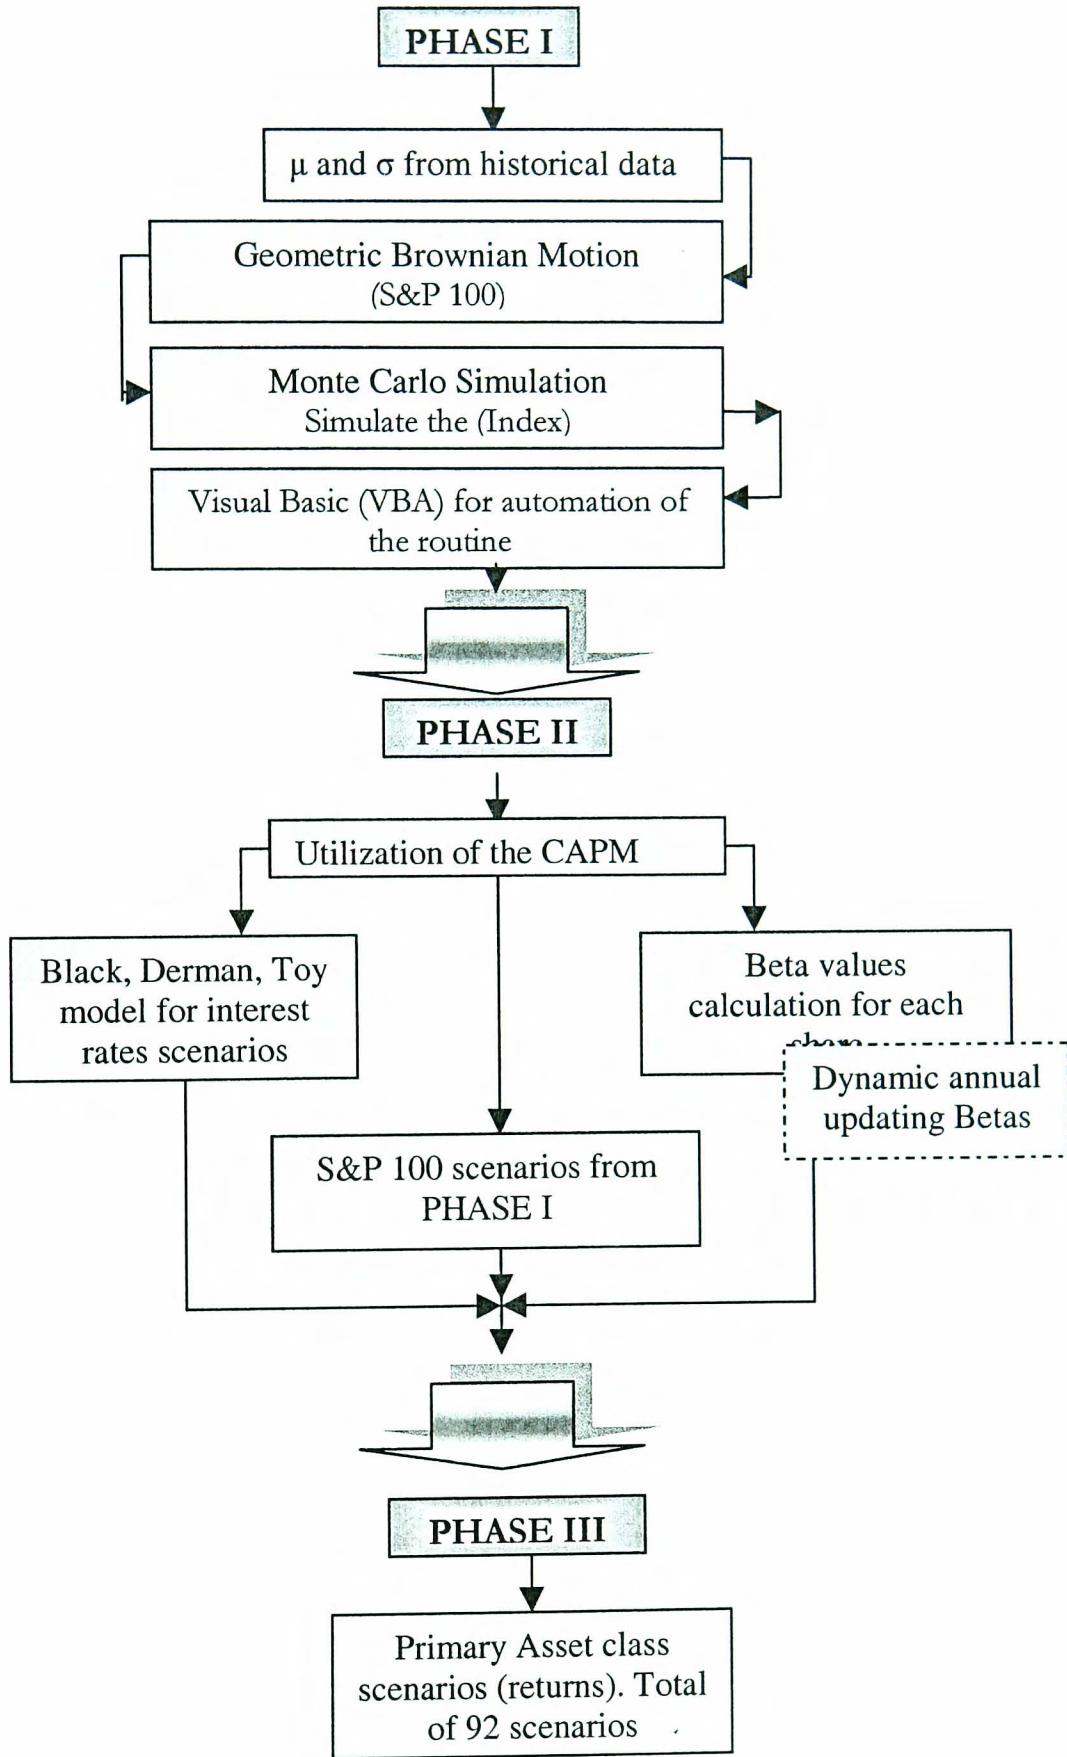 PHASE I
μ and σ from historical data
Geometric Brownian Motion
(S&P 100)
Monte Carlo Simulation
Simulate the (Index)
Visual Basic (VBA) for automation of
the routine
PHASE II
Utilization of the CAPM
Black, Derman, Toy
model for interest
rates scenarios
Beta values
calculation for each
share
Dynamic annual
updating Betas
S&P 100 scenarios from
PHASE I
PHASE III
Primary Asset class
scenarios (returns). Total
of 92 scenarios